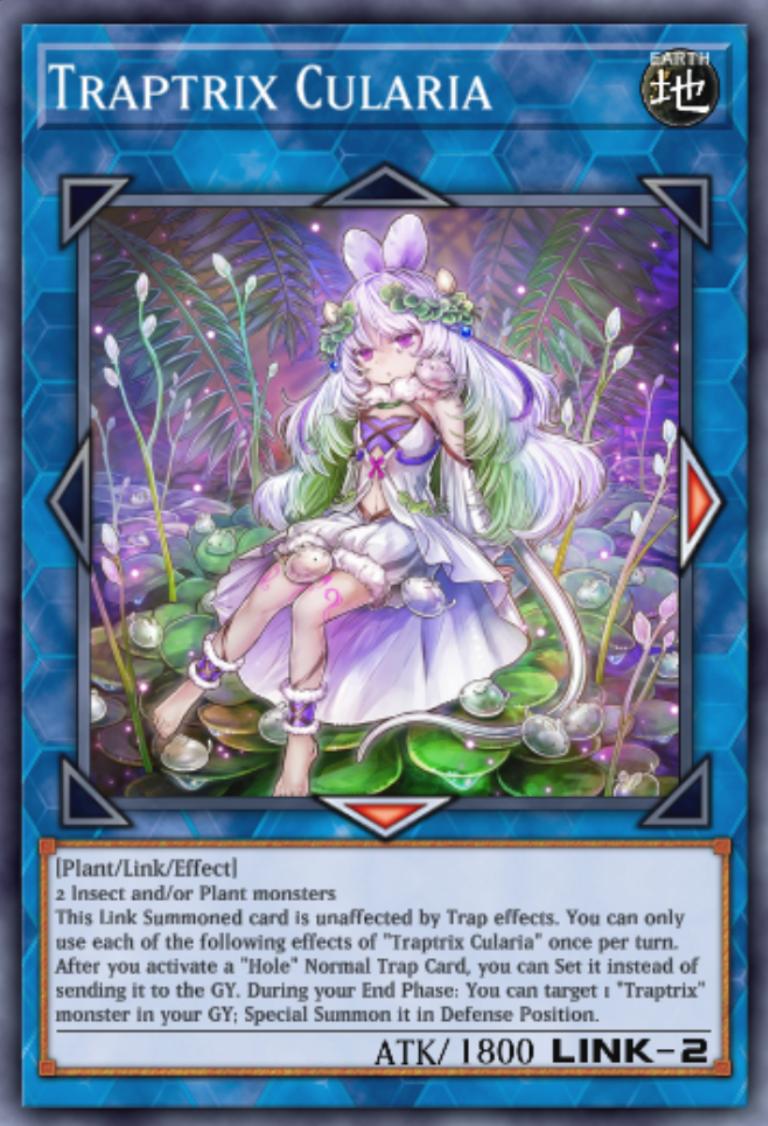 TRAPTRIX CULARIA
EARTH
地
[Plant/Link/Effect]
2 Insect and/or Plant monsters
This Link Summoned card is unaffected by Trap effects. You can only
use each of the following effects of "Traptrix Cularia" once per turn.
After you activate a "Hole" Normal Trap Card, you can Set it instead of
sending it to the GY. During your End Phase: You can target 1 "Traptrix"
monster in your GY; Special Summon it in Defense Position.
ATK/1800 LINK-2